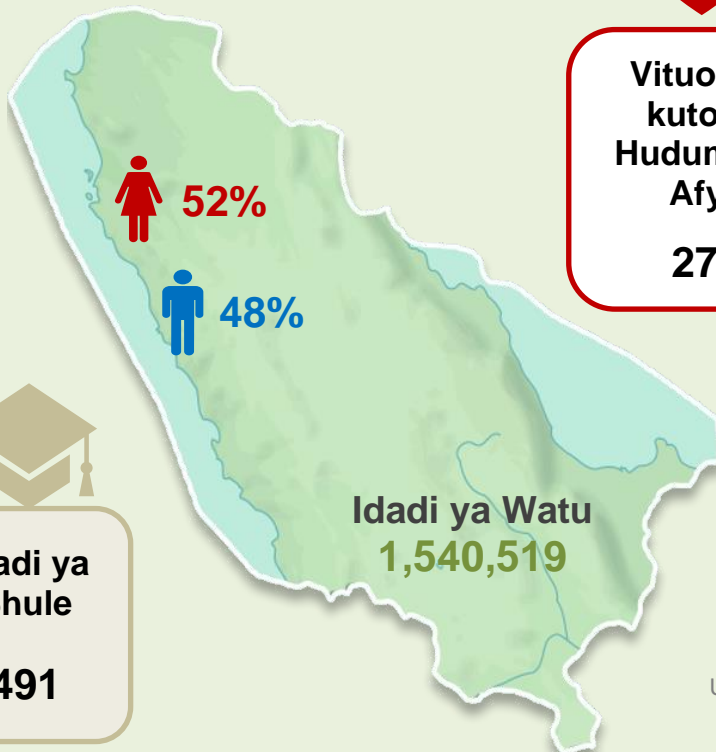 Vituo
kuto
Hudum
Afy
27
52%
48%
Idadi ya Watu
1,540,519
adi ya
hule
491